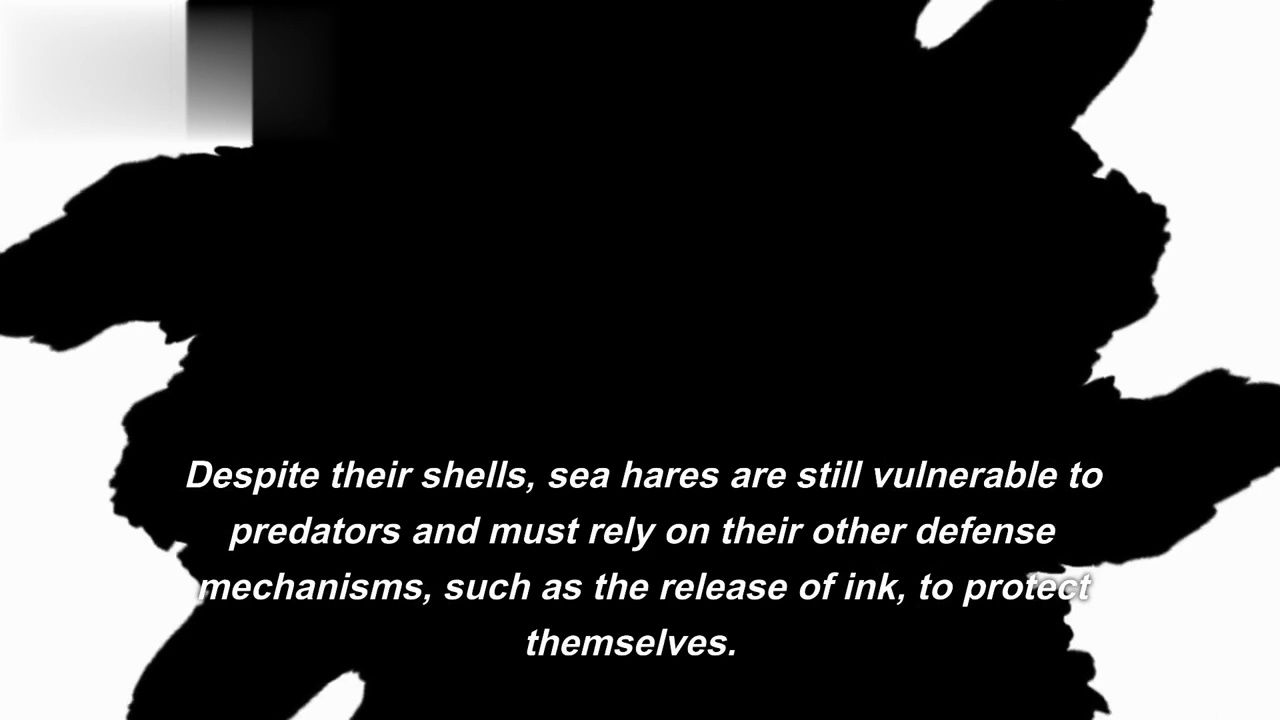 Despite their shells, sea hares are still vulnerable to
predators and must rely on their other defense
mechanisms, such as the release of ink, to protect
themselves.